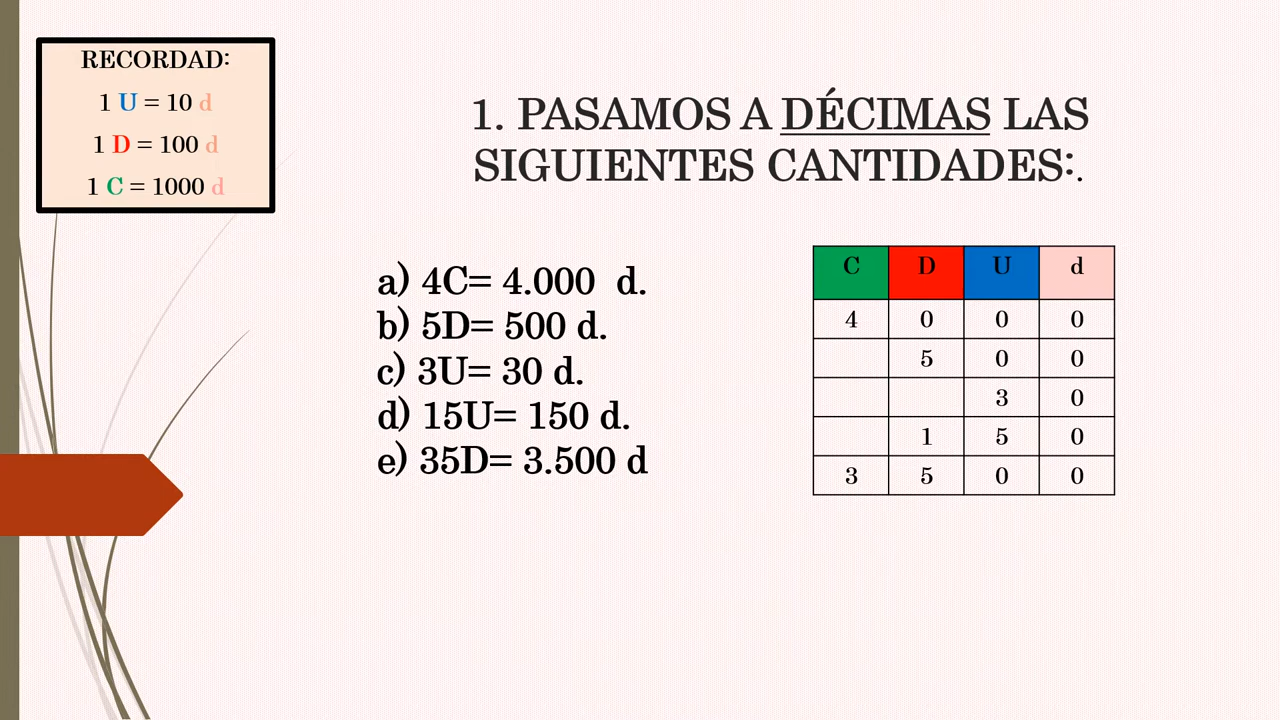 RECORDAD:
1 U = 10 d
1 D = 100 d
1 C = 1000 d
1. PASAMOS A DÉCIMAS LAS
SIGUIENTES CANTIDADES:.
a) 4C= 4.000  d.
b) 5D= 500 d.
c) 3U= 30 d.
d) 15U= 150 d.
e) 35D= 3.500 d
C D U d
4 0 0 0
5 0 0
3 0
1 5 0
3 5 0 0